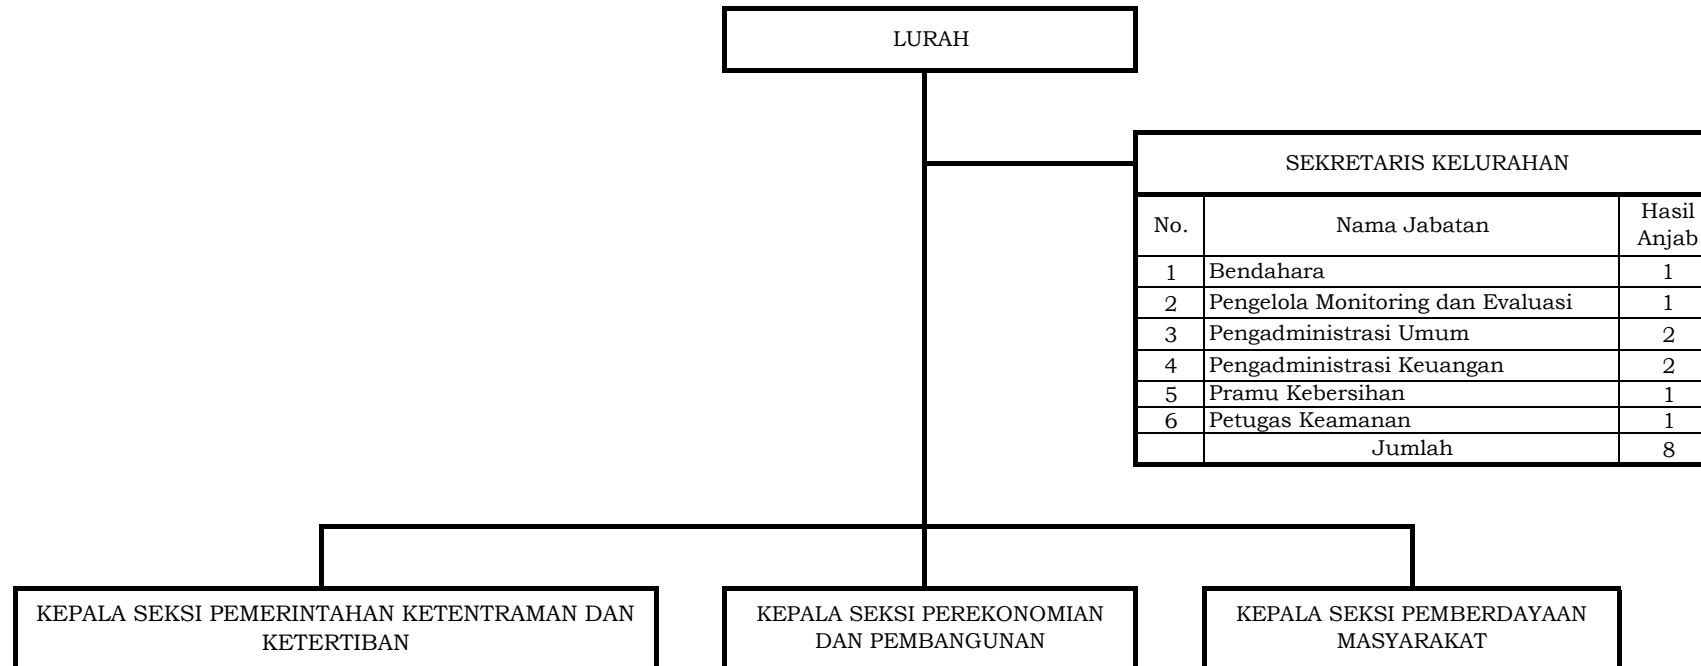 LURAH
SEKRETARIS KELURAHAN
No. Nama Jabatan Hasil
Anjab
1 Bendahara 1
2 Pengelola Monitoring dan Evaluasi 1
3 Pengadministrasi Umum 2
4 Pengadministrasi Keuangan 2
5 Pramu Kebersihan 1
6 Petugas Keamanan 1
Jumlah 8
KEPALA SEKSI PEMERINTAHAN KETENTRAMAN DAN
KETERTIBAN
KEPALA SEKSI PEREKONOMIAN
DAN PEMBANGUNAN
KEPALA SEKSI PEMBERDAYAAN
MASYARAKAT